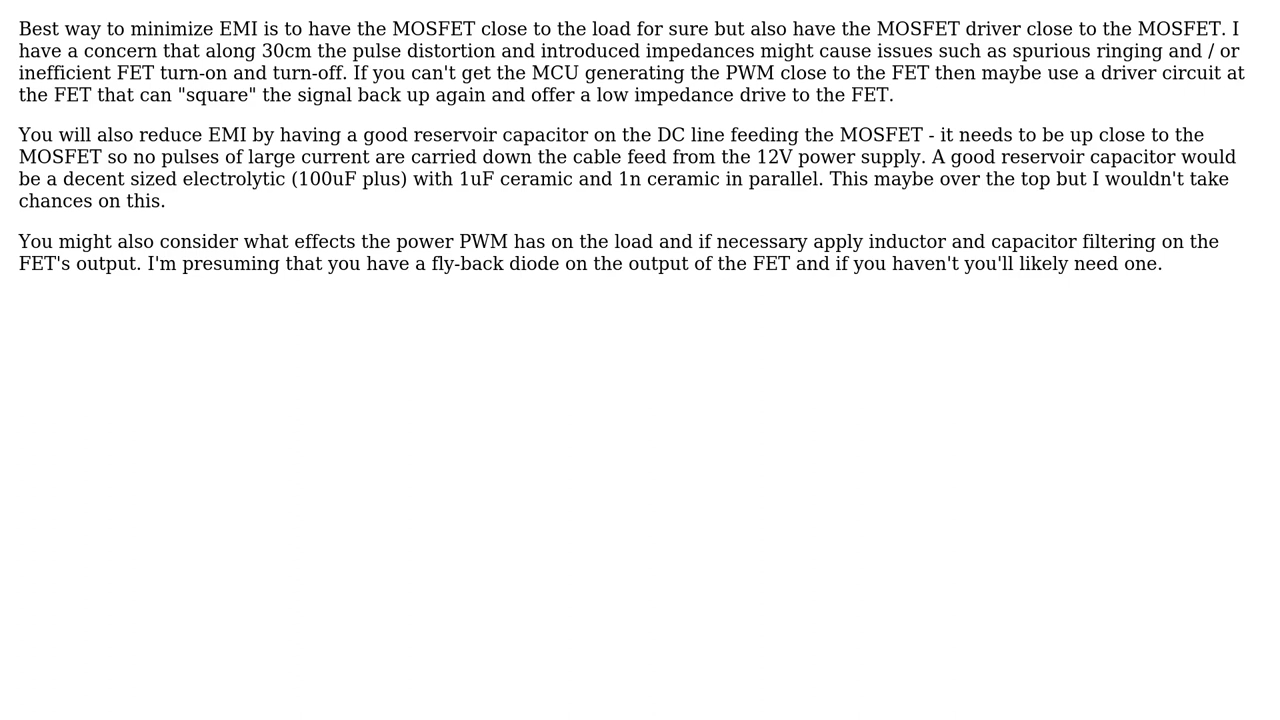 Best way to minimize EMI is to have the MOSFET close to the load for sure but also have the MOSFET driver close to the MOSFET. I
have a concern that along 30cm the pulse distortion and introduced impedances might cause issues such as spurious ringing and / or
inefficient FET turn-on and turn-off. If you can't get the MCU generating the PWM close to the FET then maybe use a driver circuit at
the FET that can "square" the signal back up again and offer a low impedance drive to the FET.
You will also reduce EMI by having a good reservoir capacitor on the DC line feeding the MOSFET - it needs to be up close to the
MOSFET so no pulses of large current are carried down the cable feed from the 12V power supply. A good reservoir capacitor would
be a decent sized electrolytic (100uF plus) with 1uF ceramic and 1n ceramic in parallel. This maybe over the top but I wouldn't take
chances on this.
You might also consider what effects the power PWM has on the load and if necessary apply inductor and capacitor filtering on the
FET's output. I'm presuming that you have a fly-back diode on the output of the FET and if you haven't you'll likely need one.